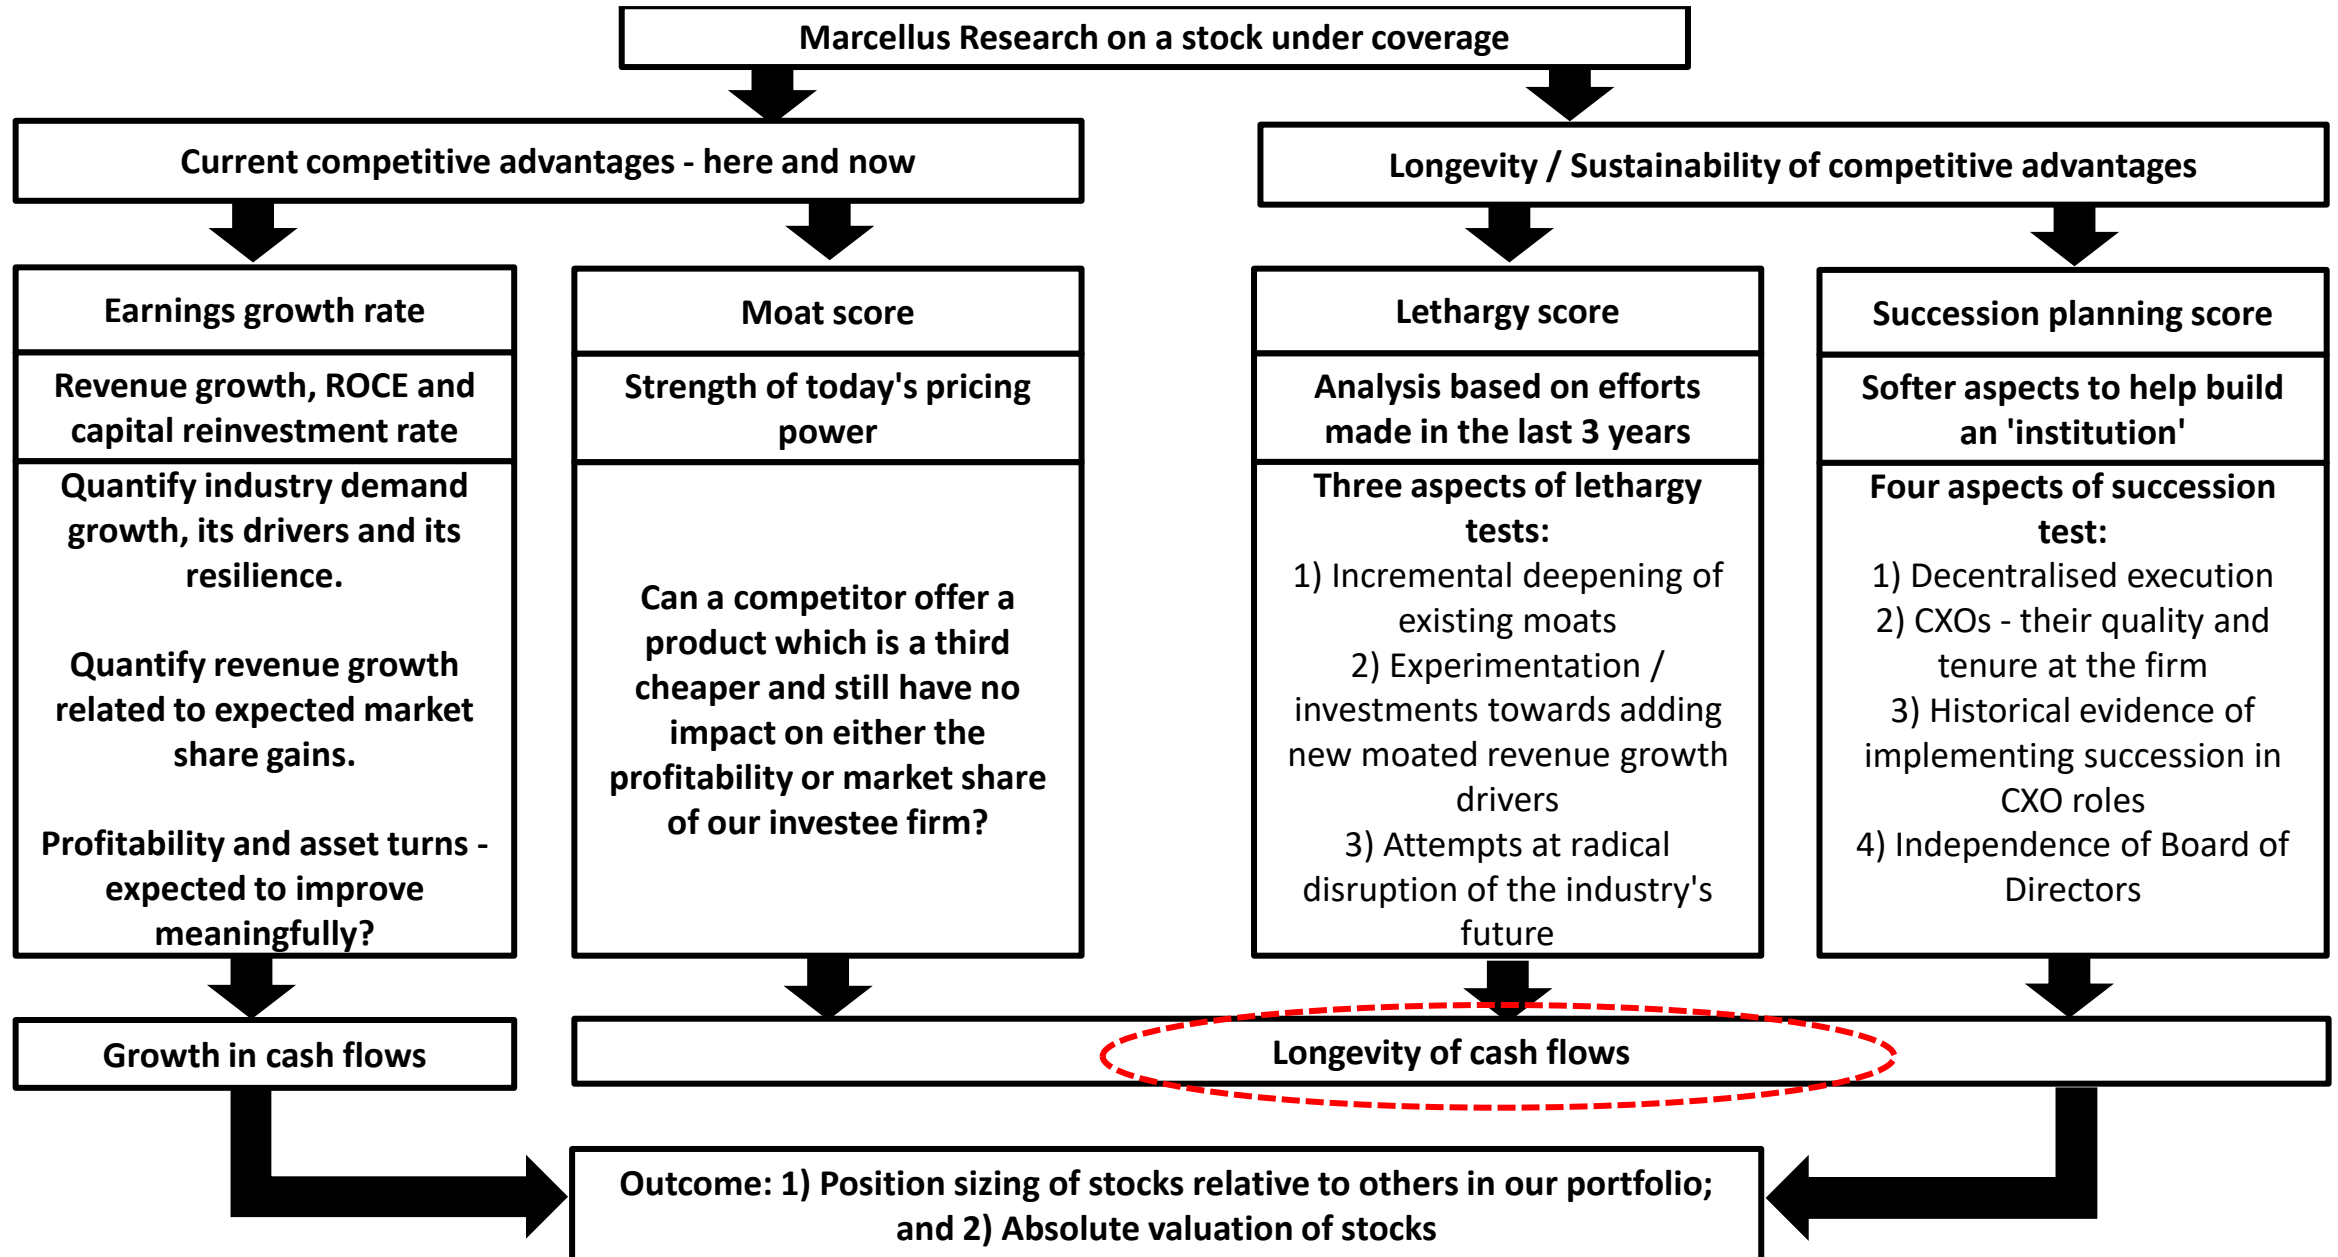 Marcellus Research on a stock under coverage
Current competitive advantages - here and now
Longevity / Sustainability of competitive advantages
Earnings growth rate
Revenue growth, ROCE and
capital reinvestment rate
Quantify industry demand
growth, its drivers and its
resilience.
Quantify revenue growth
related to expected market
share gains.
Profitability and asset turns -
expected to improve
meaningfully?
Moat score
Strength of today's pricing
power
Can a competitor offer a
product which is a third
cheaper and still have no
impact on either the
profitability or market share
of our investee firm?
Lethargy score
Analysis based on efforts
made in the last 3 years
Three aspects of lethargy
tests:
1) Incremental deepening of
existing moats
2) Experimentation /
investments towards adding
new moated revenue growth
drivers
3) Attempts at radical
disruption of the industry's
future
Succession planning score
Softer aspects to help build
an 'institution'
Four aspects of succession
test:
1) Decentralised execution
2) CXOs - their quality and
tenure at the firm
3) Historical evidence of
implementing succession in
CXO roles
4) Independence of Board of
Directors
Growth in cash flows
Longevity of cash flows
Outcome: 1) Position sizing of stocks relative to others in our portfolio;
and 2) Absolute valuation of stocks